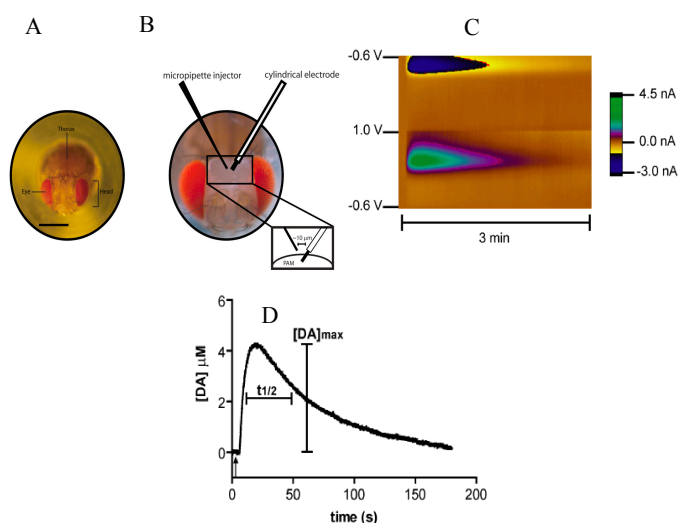 A
Thorax
Eye
Head
B
micropipette injector
cylindrical electrode
~10 μm
PAM
C
-0.6 V
1.0 V
-0.6 V
3 min
4.5 nA
0.0 nA
-3.0 nA
D
[DA] μM
6
4
2
0
[DA]max
t1/2
0
50
100
150
200
time (s)